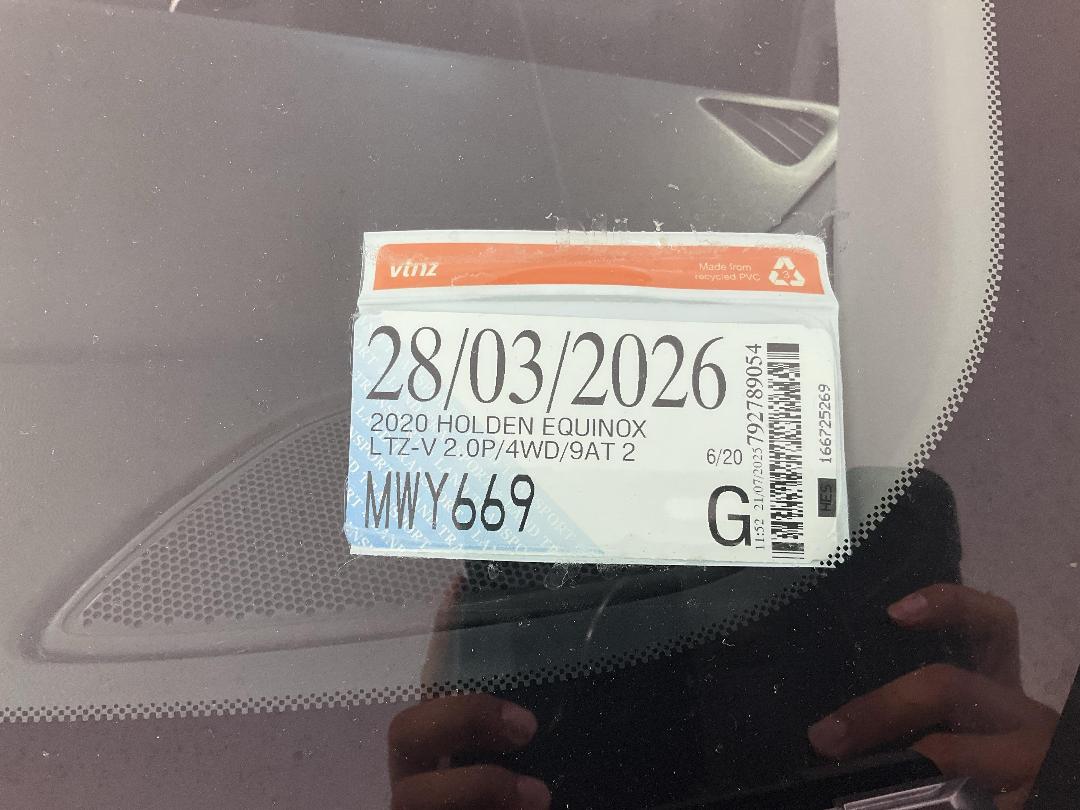 vtnz
Made from
recycled PVC
3
28/03/2026
2020 HOLDEN EQUINOX
LTZ-V 2.0P/4WD/9AT 2
6/20
MWY669
G
11:52 21/07/2025
792789054
HES
166725269